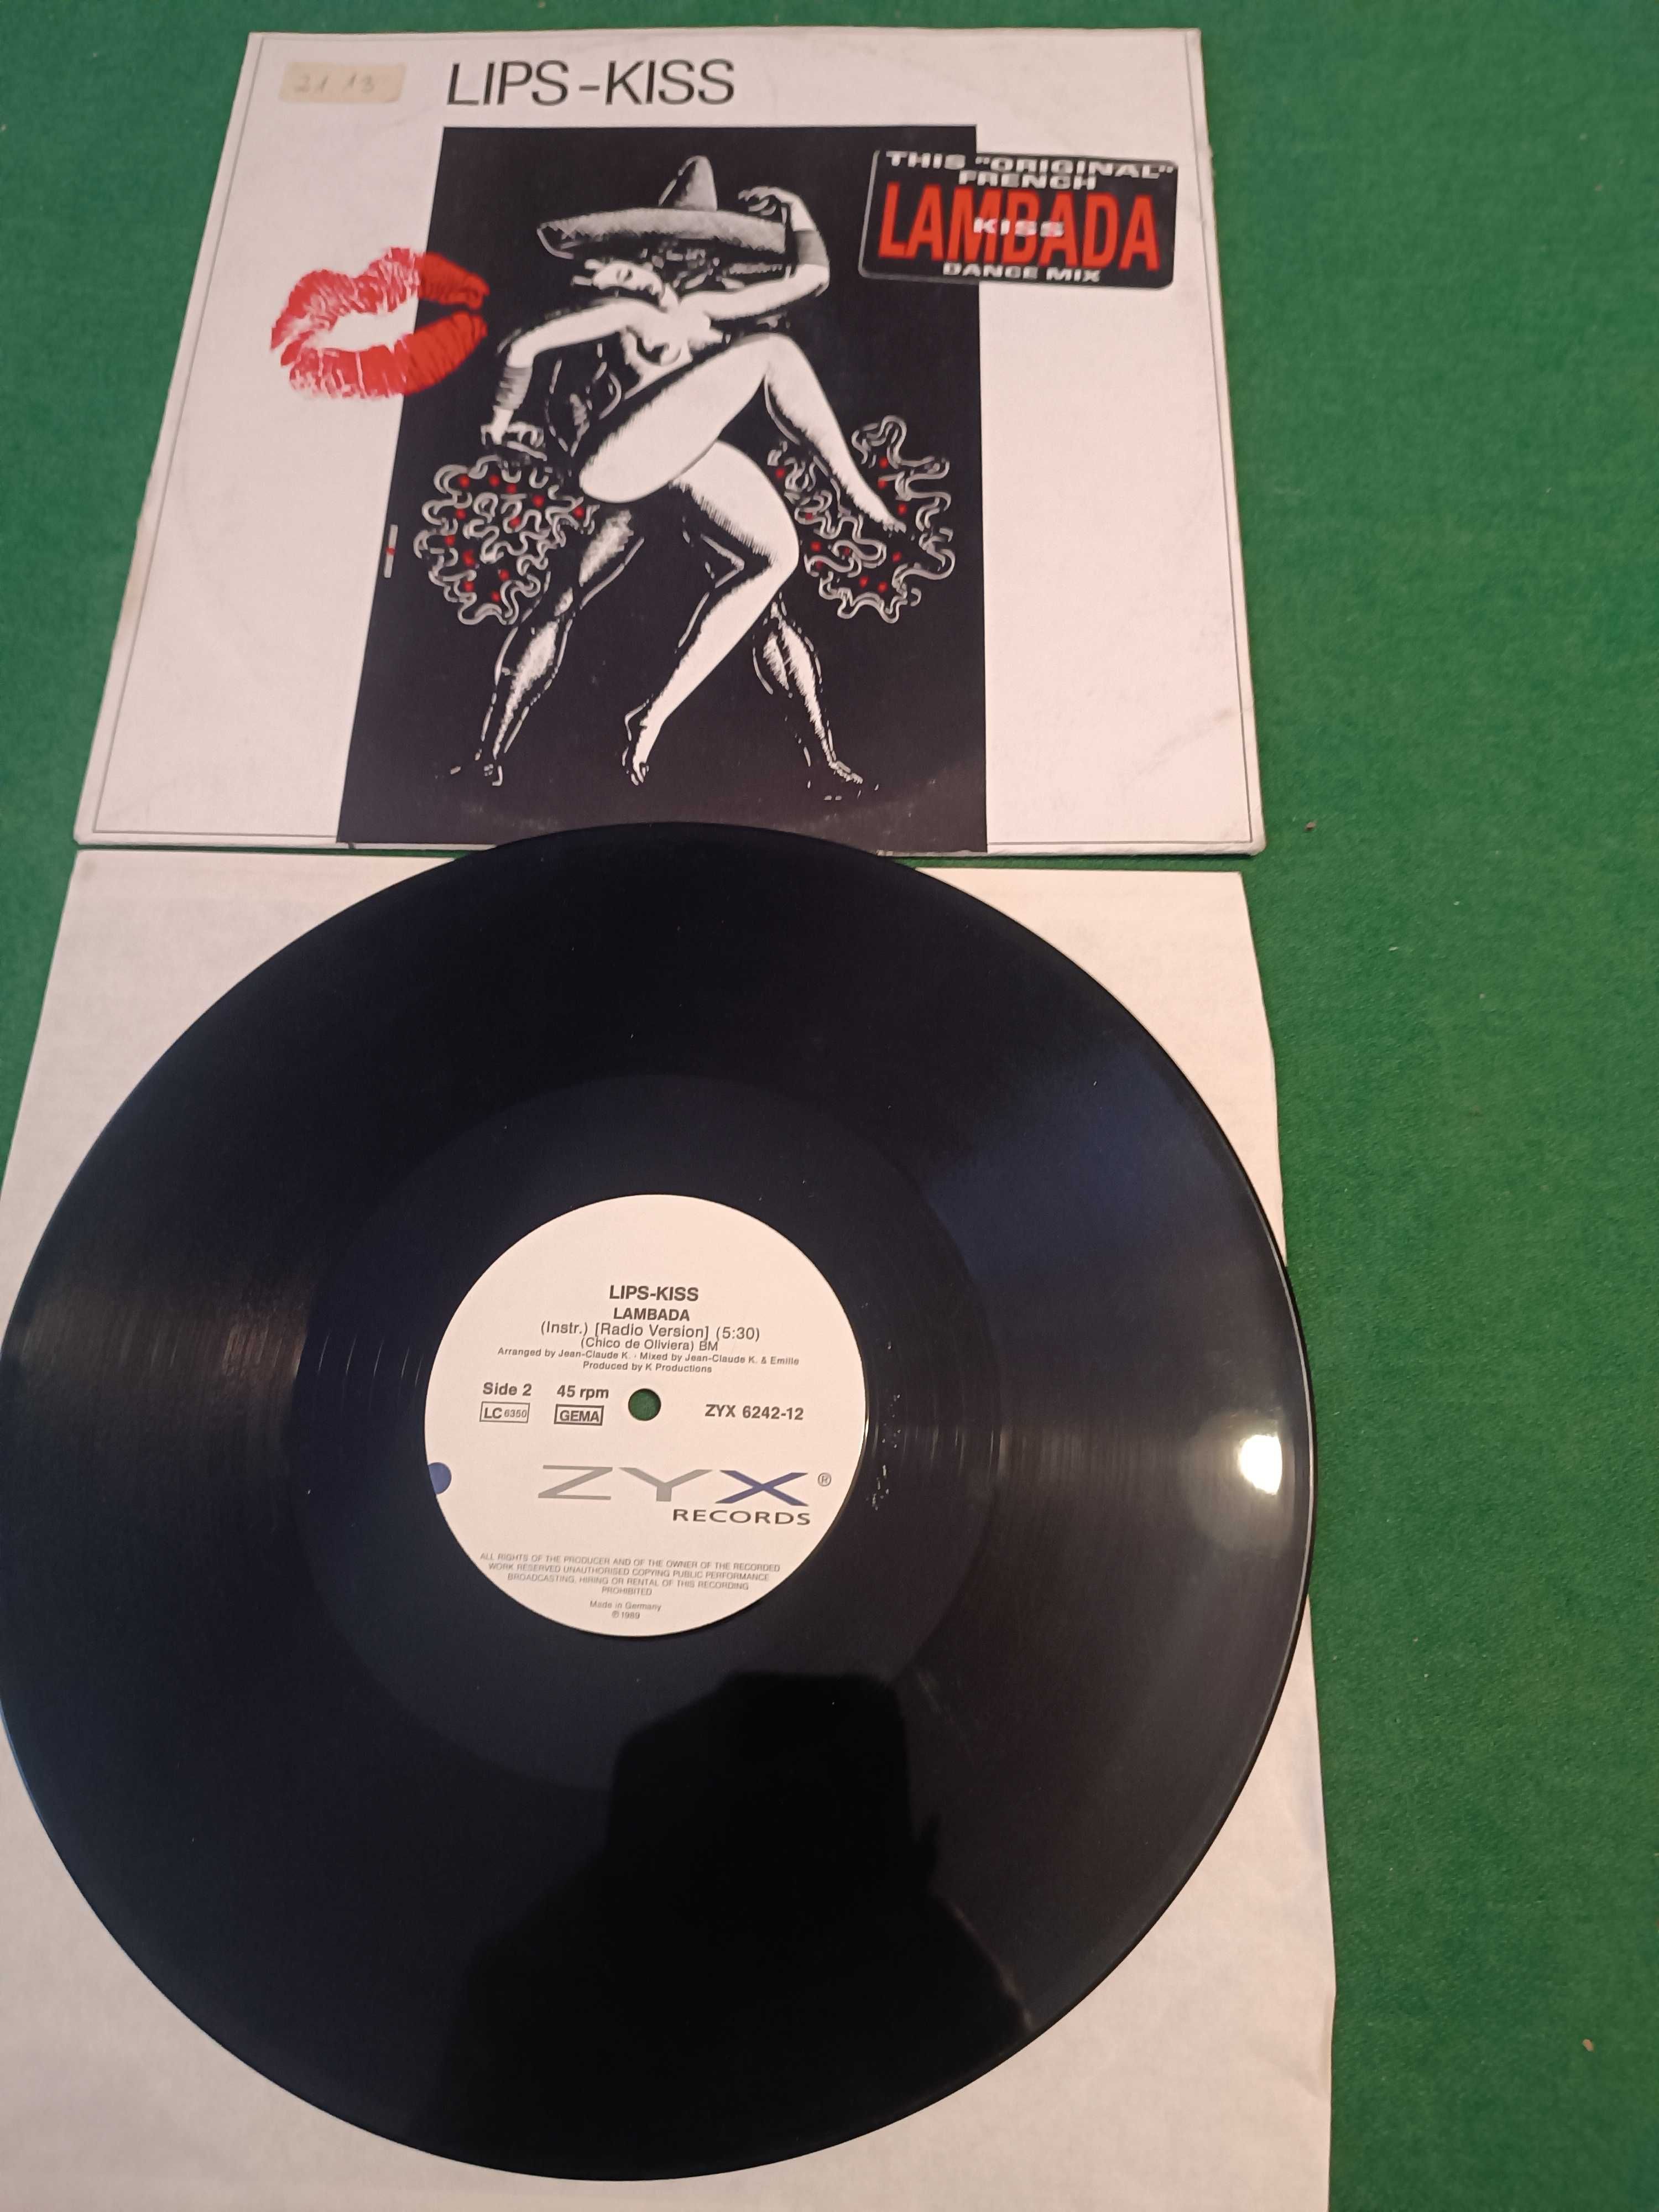 21 13
LIPS-KISS
THIS "ORIGINAL"
FRENCH
LAMBADA
KISS
DANCE MIX
LIPS-KISS
LAMBADA
(Instr.) [Radio Version] (5:30)
(Chico de Oliviera) BM
Arranged by Jean-Claude K. · Mixed by Jean-Claude K. & Emilie
Produced by K Productions
Side 2 45 rpm
LC 6350 GEMA ZYX 6242-12
ZYX ®
RECORDS
ALL RIGHTS OF THE PRODUCER AND OF THE OWNER OF THE RECORDED
WORK RESERVED UNAUTHORISED COPYING PUBLIC PERFORMANCE
BROADCASTING, HIRING OR RENTAL OF THIS RECORDING
PROHIBITED
Made in Germany
℗ 1989